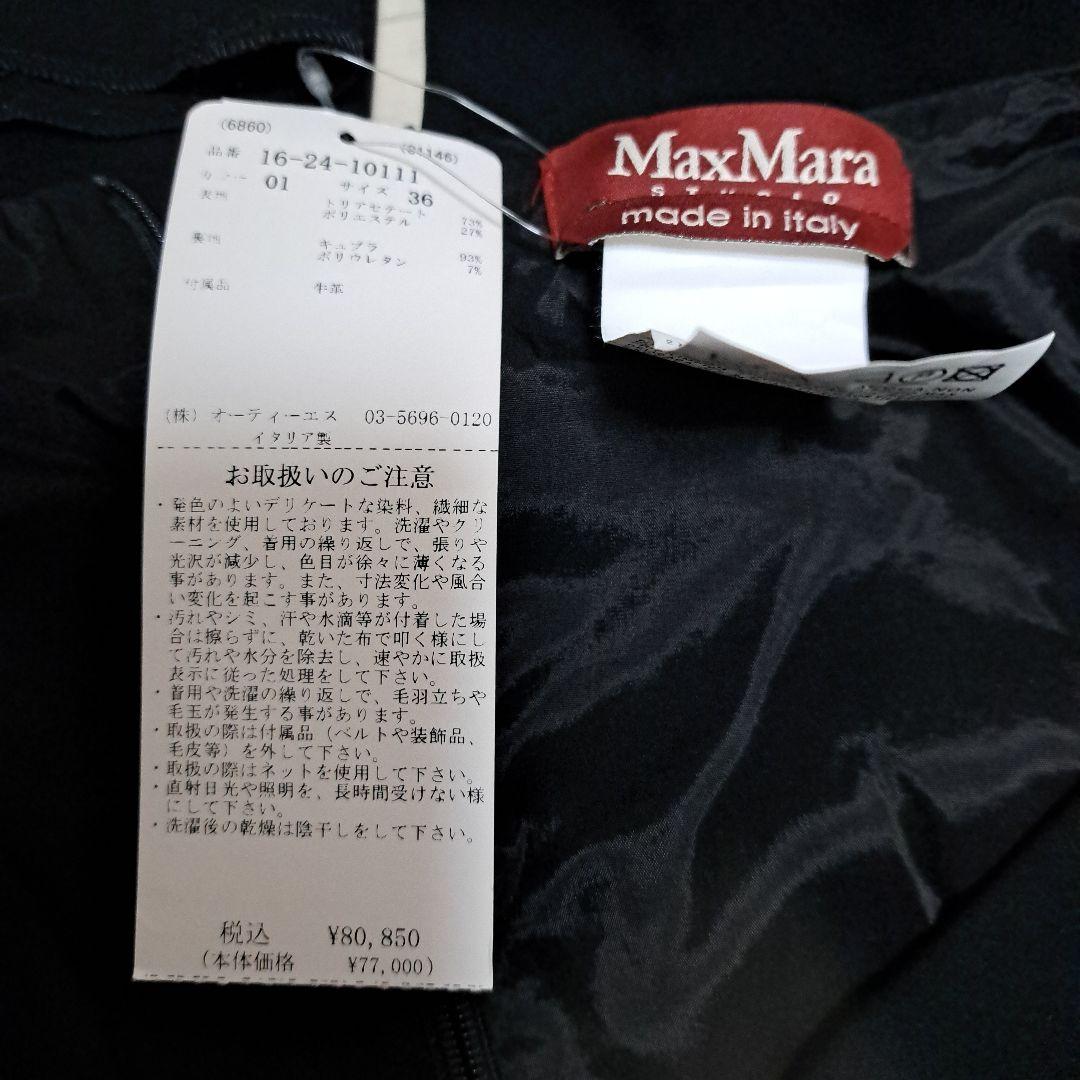 (6860)
(81146)
品番 16-24-10111
カラー 01 サイズ 36
表地 トリアセテート 73%
ポリエステル 27%
裏地 キュプラ 93%
ポリウレタン 7%
付属品 牛革
(株) オーティーエス 03-5696-0120
イタリア製
お取扱いのご注意
・発色のよいデリケートな染料、繊細な
素材を使用しております。洗濯やクリ
ーニング、着用の繰り返しで、張りや
光沢が減少し、色目が徐々に薄くなる
事があります。また、寸法変化や風合
い変化を起こす事があります。
・汚れやシミ、汗や水滴等が付着した場
合は擦らずに、乾いた布で叩く様にし
て汚れや水分を除去し、速やかに取扱
表示に従った処理をして下さい。
・着用や洗濯の繰り返しで、毛羽立ちや
毛玉が発生する事があります。
・取扱の際は付属品（ベルトや装飾品、
毛皮等）を外して下さい。
・取扱の際はネットを使用して下さい。
・直射日光や照明を、長時間受けない様
にして下さい。
・洗濯後の乾燥は陰干しをして下さい。
税込 ¥80,850
(本体価格 ¥77,000)
MaxMara
STUDIO
made in italy